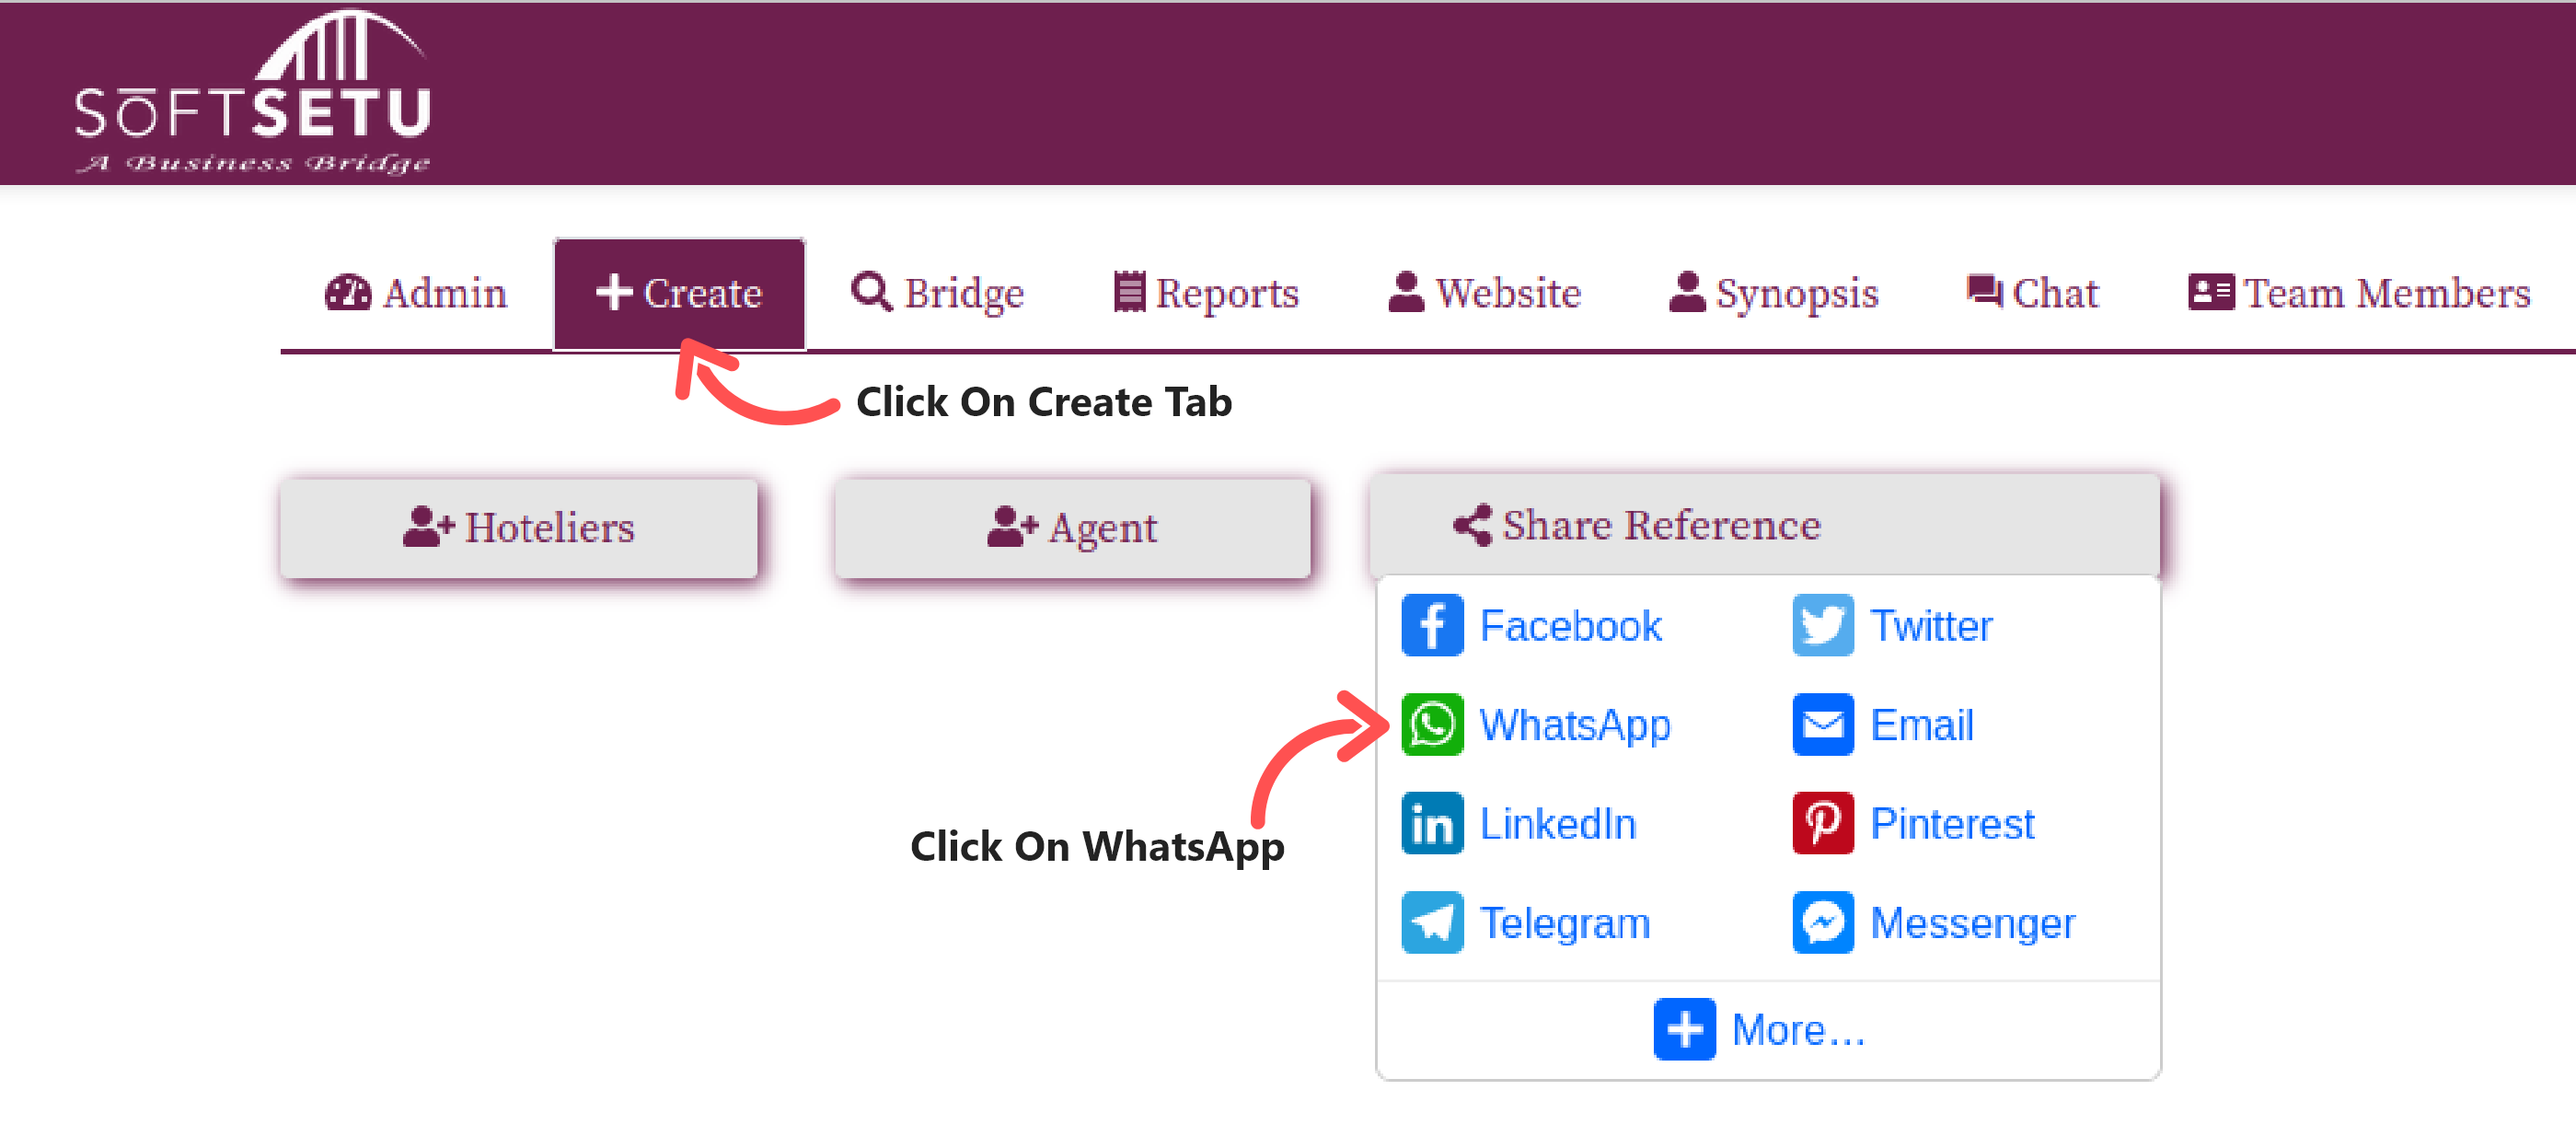 SŌFTSETU
A Business Bridge
Admin
Create
Bridge
Reports
Website
Synopsis
Chat
Team Members
Click On Create Tab
Hoteliers
Agent
Share Reference
Facebook
Twitter
WhatsApp
Email
LinkedIn
Pinterest
Click On WhatsApp
Telegram
Messenger
More...